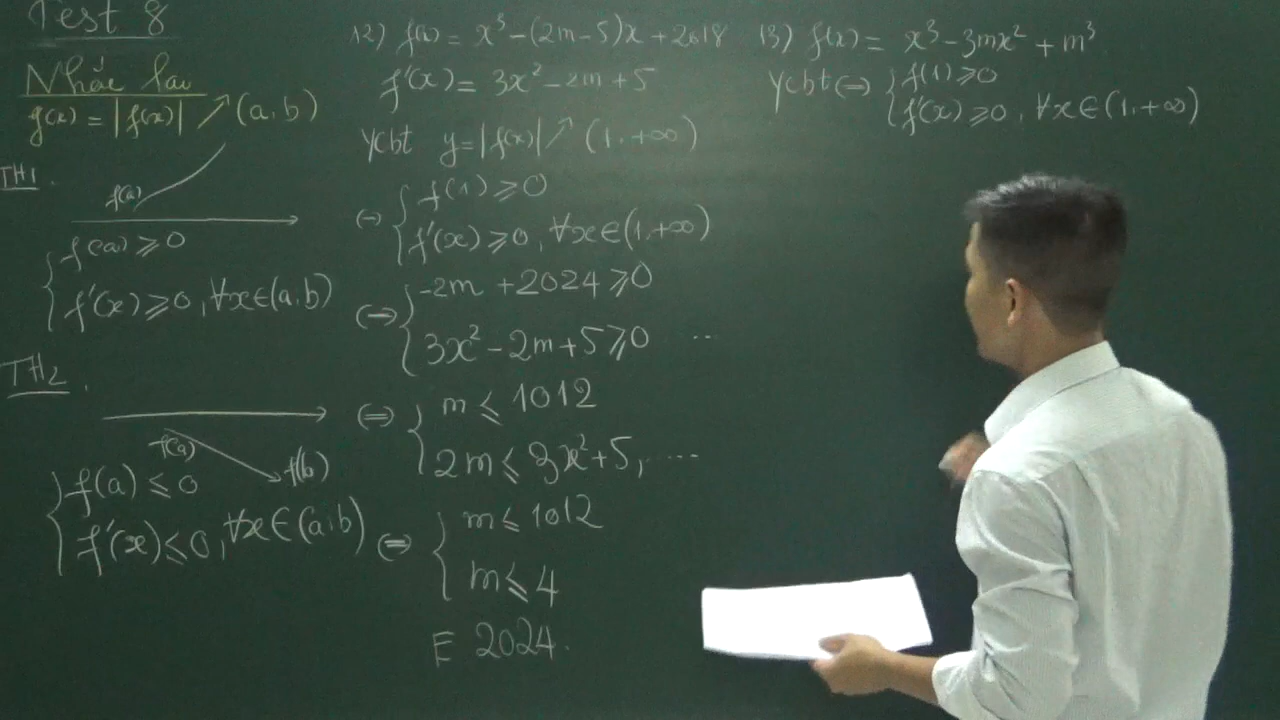 Test 8
Nhắc lại
g(x) = |f(x)| ↗ (a, b)
TH1.
f(a)
{ f(a) ⩾ 0
f'(x) ⩾ 0, ∀x∈(a,b)
TH2.
f(a) f(b)
{ f(a) ⩽ 0
f'(x) ⩽ 0, ∀x∈(a;b)
12) f(x) = x³ - (2m-5)x + 2018
f'(x) = 3x² - 2m + 5
Ycbt y = |f(x)| ↗ (1, +∞)
⇔ { f(1) ⩾ 0
f'(x) ⩾ 0, ∀x∈(1,+∞)
⇔ { -2m + 2024 ⩾ 0
3x² - 2m + 5 ⩾ 0 ...
⇔ { m ⩽ 1012
2m ⩽ 3x² + 5, .....
⇔ { m ⩽ 1012
m ⩽ 4
E 2024.
13) f(x) = x³ - 3mx² + m³
Ycbt ⇔ { f(1) ⩾ 0
f'(x) ⩾ 0, ∀x∈(1,+∞)